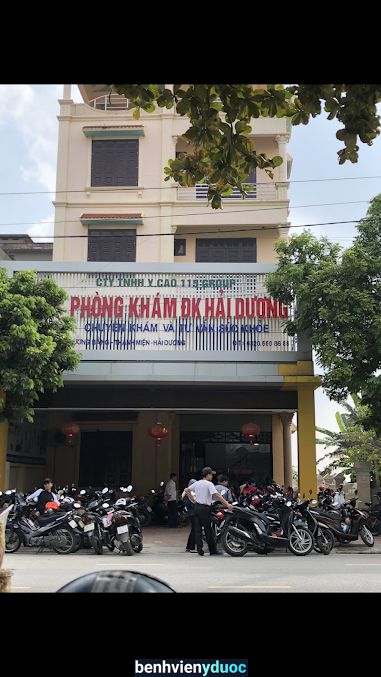 CTY TNHH Y CAO 115 GROUP
PHÒNG KHÁM ĐK HẢI DƯƠNG
CHUYÊN KHÁM VÀ TƯ VẤN SỨC KHỎE
THANH MIỆN - HẢI DƯƠNG
benhvienyduoc